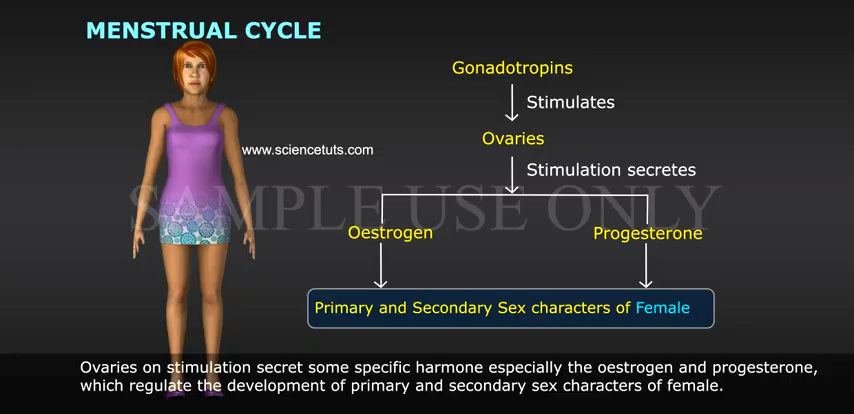 MENSTRUAL CYCLE
Gonadotropins
Stimulates
Ovaries
www.sciencetuts.com
Stimulation secretes
SAMPLE USE ONLY
Oestrogen
Progesterone
Primary and Secondary Sex characters of Female
Ovaries on stimulation secret some specific harmone especially the oestrogen and progesterone,
which regulate the development of primary and secondary sex characters of female.